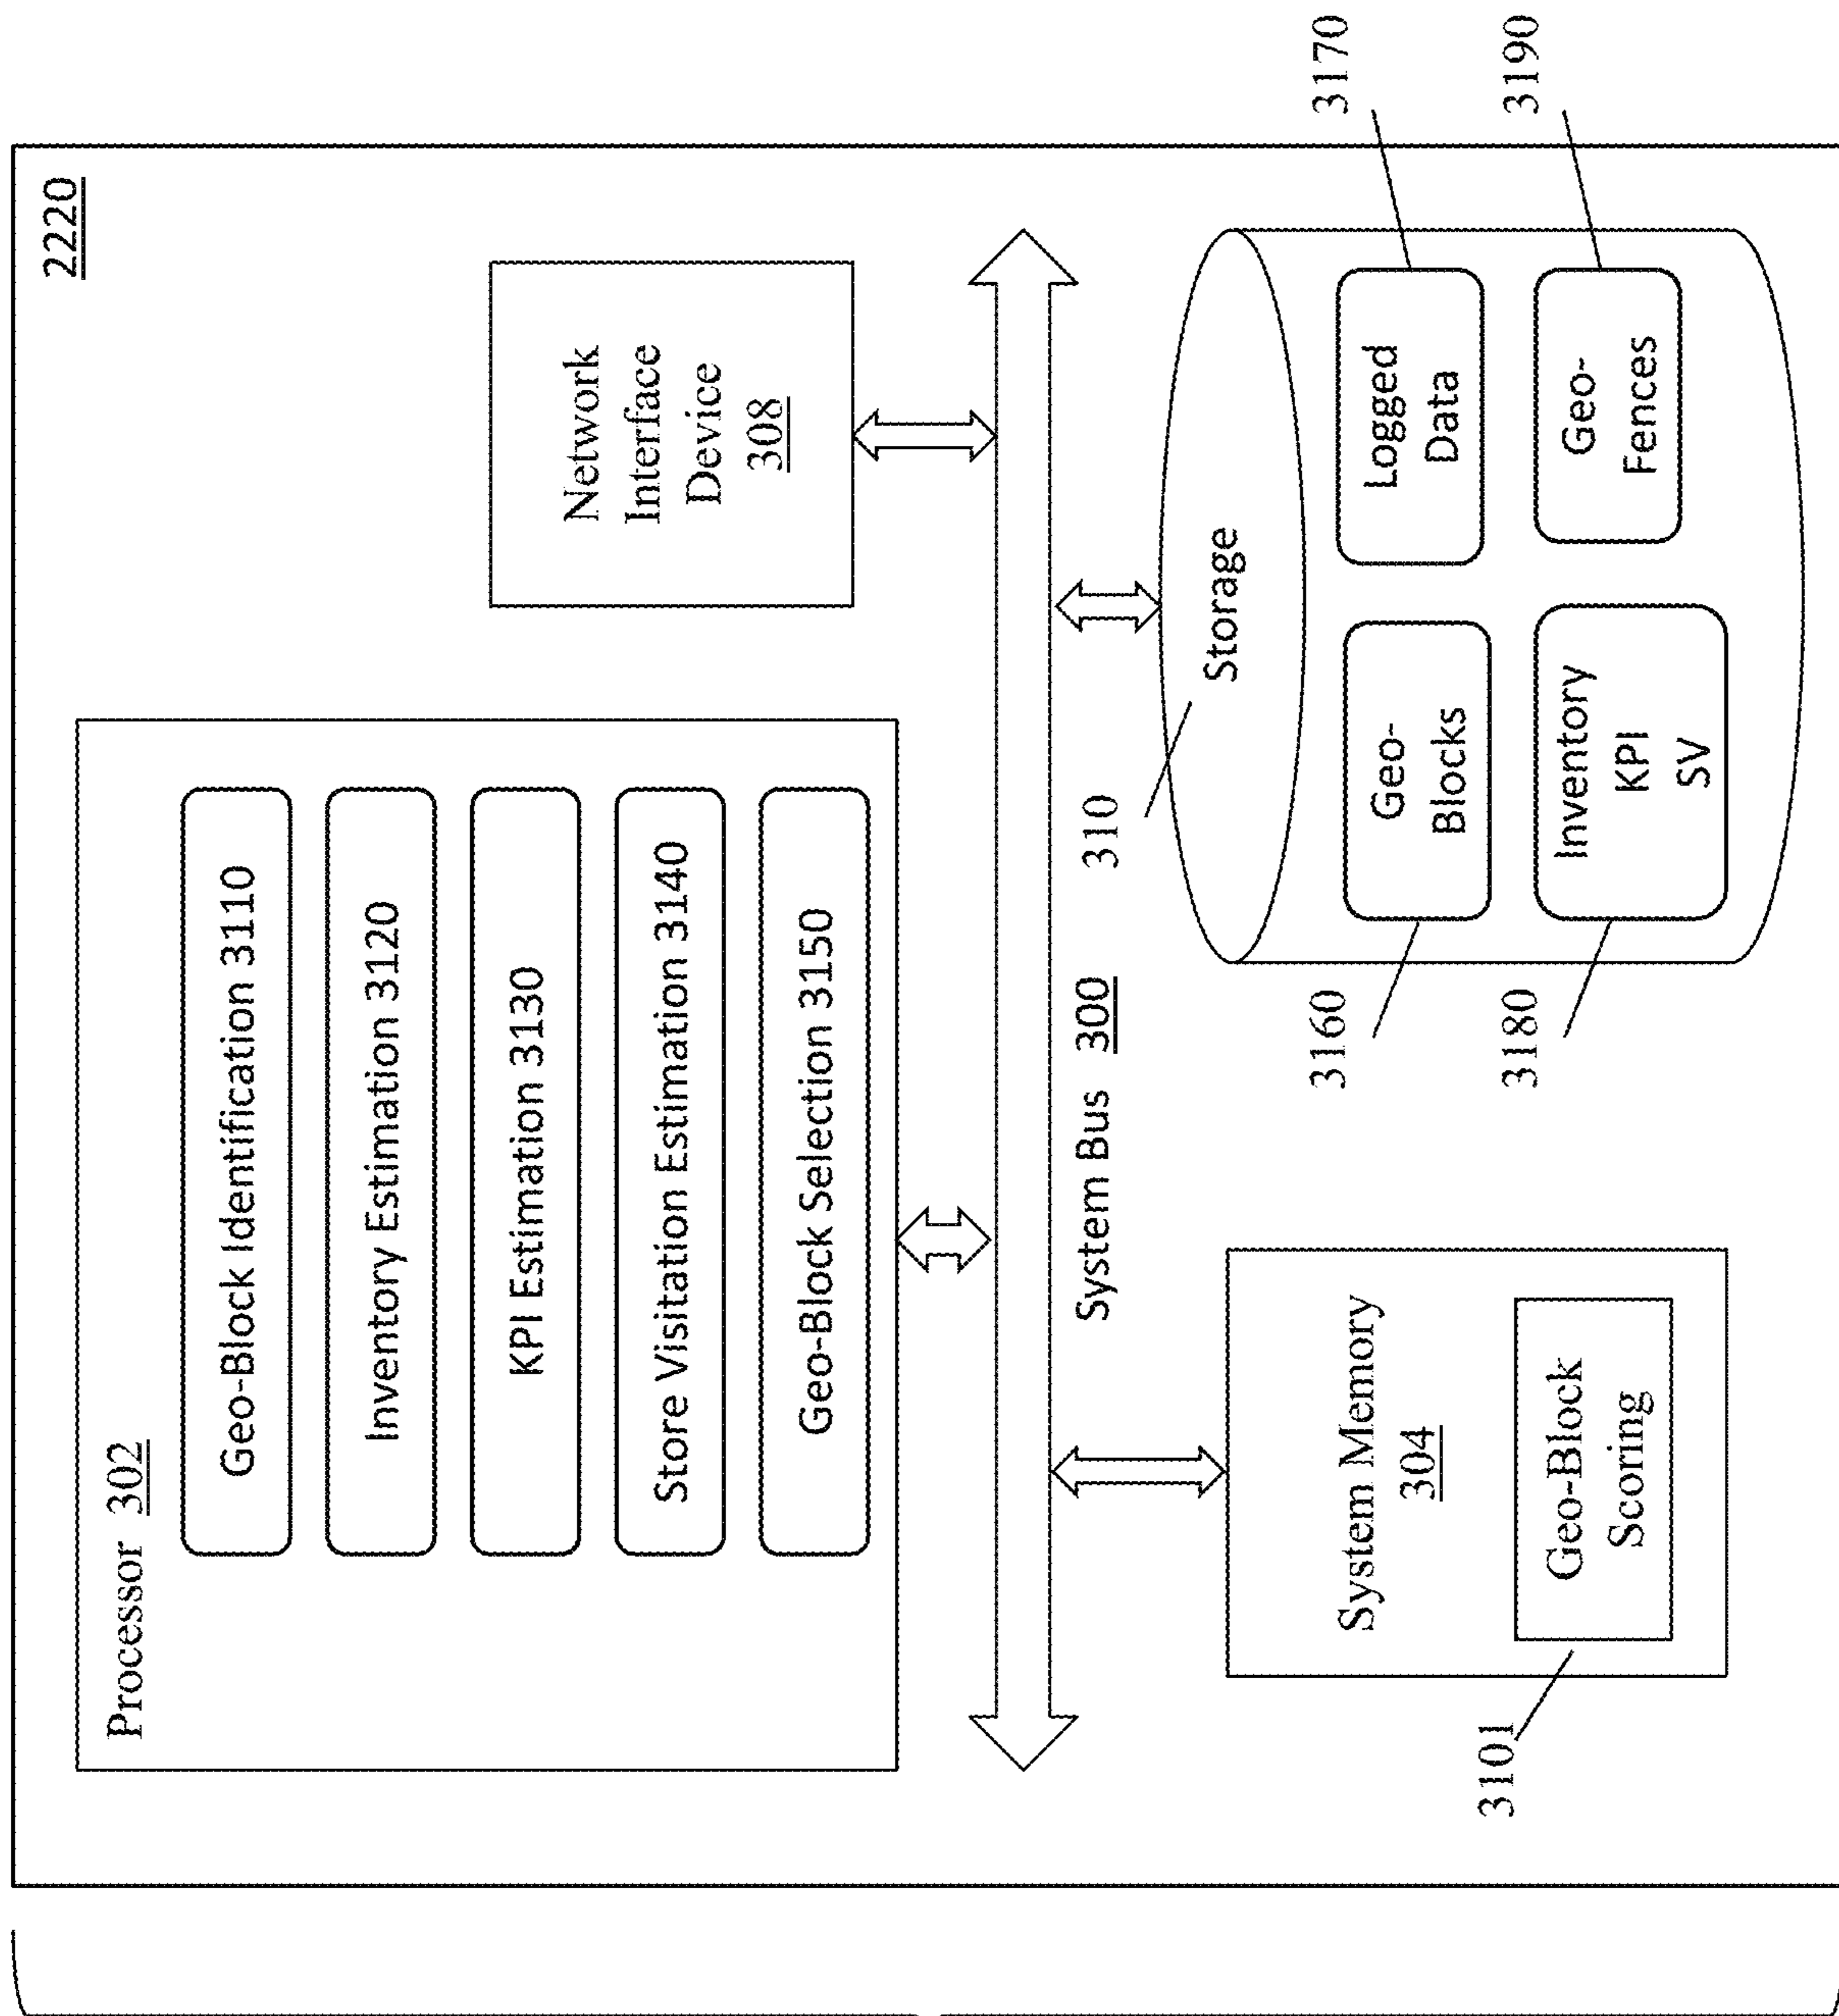 2220
Processor 302
Geo-Block Identification 3110
Inventory Estimation 3120
KPI Estimation 3130
Store Visitation Estimation 3140
Geo-Block Selection 3150
Network
Interface
Device
308
System Bus 300
System Memory
304
Geo-Block
Scoring
3101
310
Storage
Geo-
Blocks
3160
Logged
Data
3170
Inventory
KPI
SV
3180
Geo-
Fences
3190